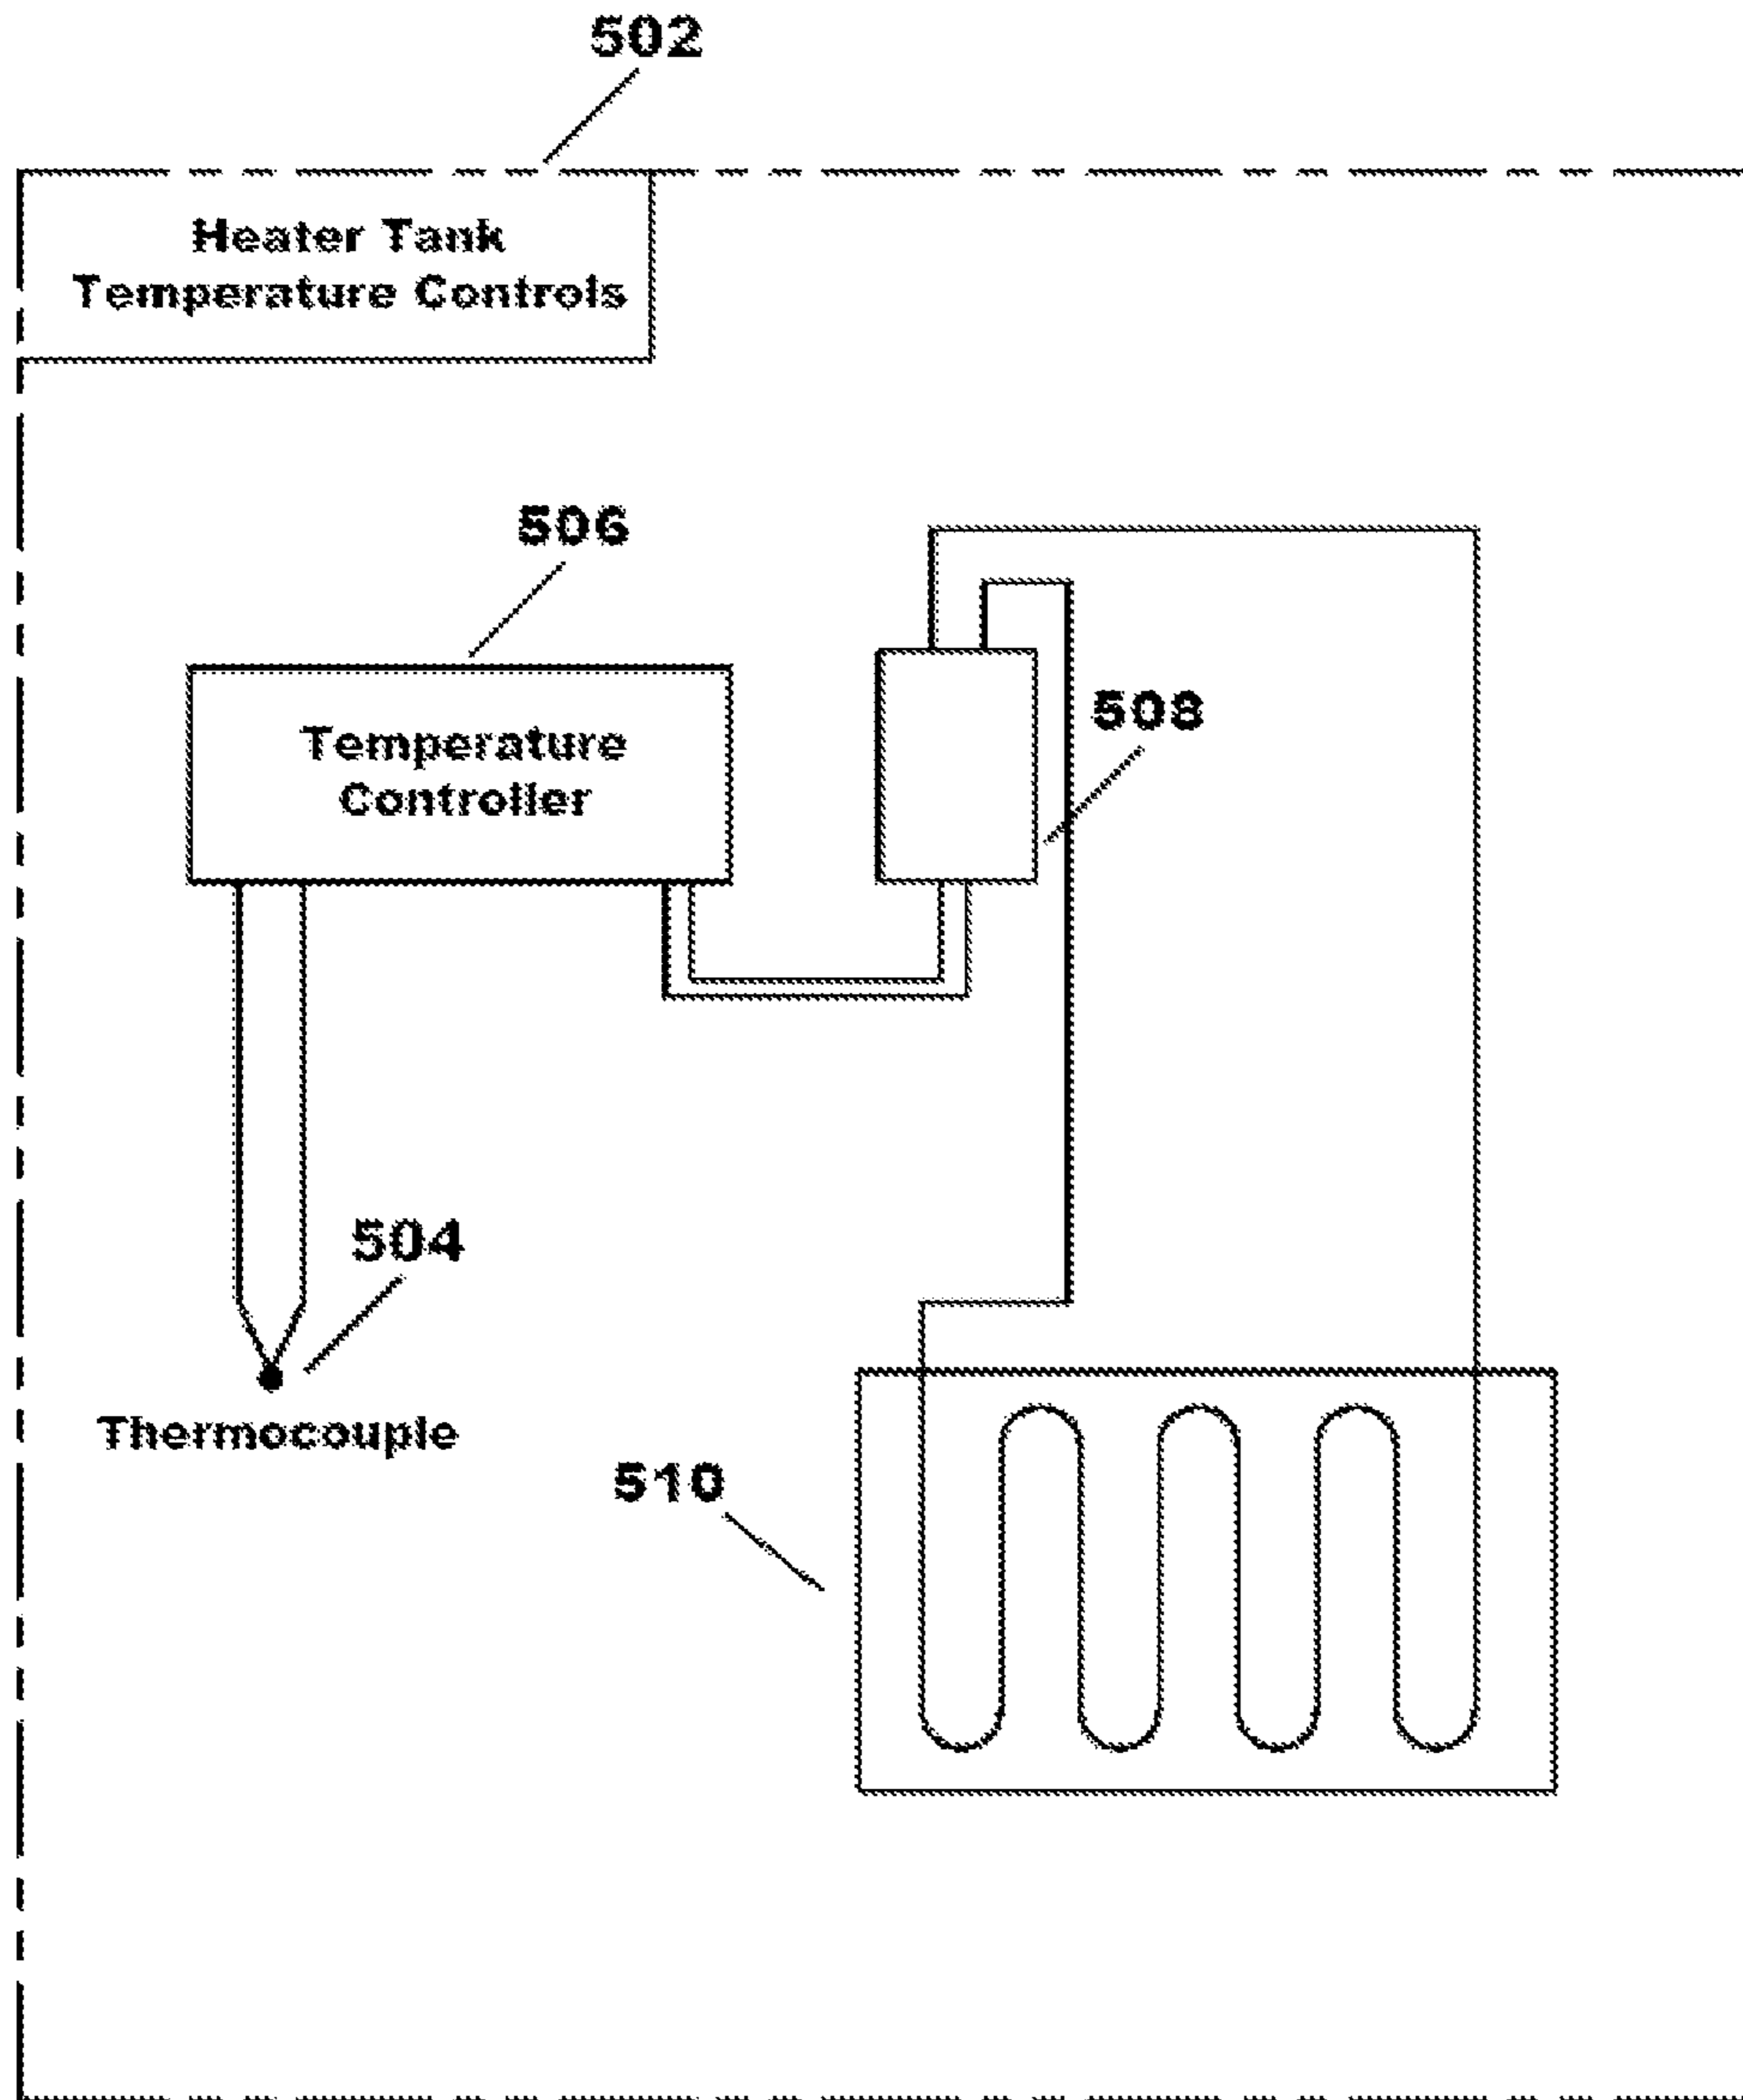 502
Heater Tank
Temperature Controls
506
Temperature
Controller
508
504
Thermocouple
510